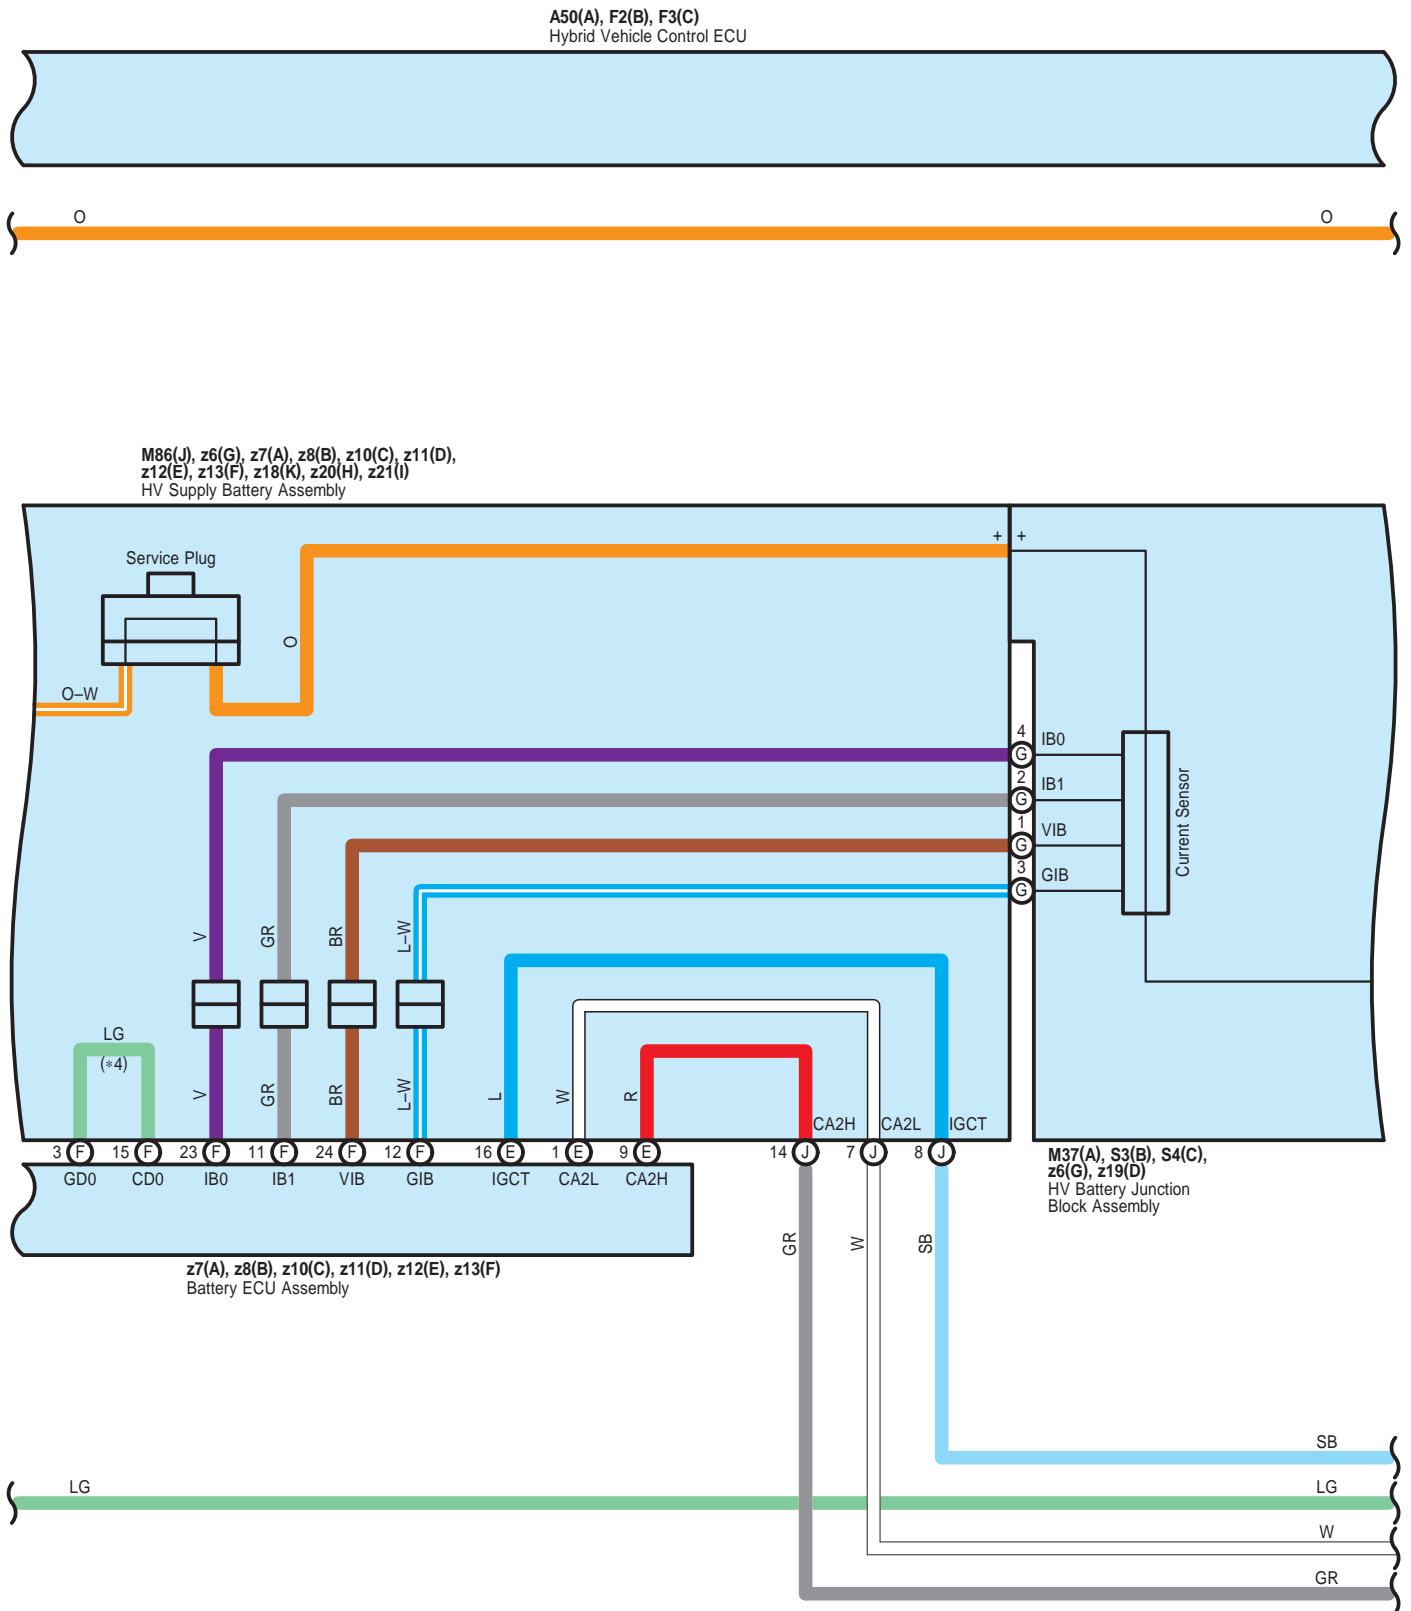 A50(A), F2(B), F3(C)
Hybrid Vehicle Control ECU
O
O
M86(J), z6(G), z7(A), z8(B), z10(C), z11(D),
z12(E), z13(F), z18(K), z20(H), z21(I)
HV Supply Battery Assembly
Service Plug
+ +
O
O–W
4
G
IB0
2
G
IB1
1
G
VIB
3
G
GIB
Current Sensor
V
GR
BR
L–W
LG
(∗4)
V
GR
BR
L–W
L
W
R
CA2H
CA2L
IGCT
3 F
15 F
23 F
11 F
24 F
12 F
16 E
1 E
9 E
14 J
7 J
8 J
GD0
CD0
IB0
IB1
VIB
GIB
IGCT
CA2L
CA2H
M37(A), S3(B), S4(C),
z6(G), z19(D)
HV Battery Junction
Block Assembly
z7(A), z8(B), z10(C), z11(D), z12(E), z13(F)
Battery ECU Assembly
GR
W
SB
SB
LG
LG
W
GR